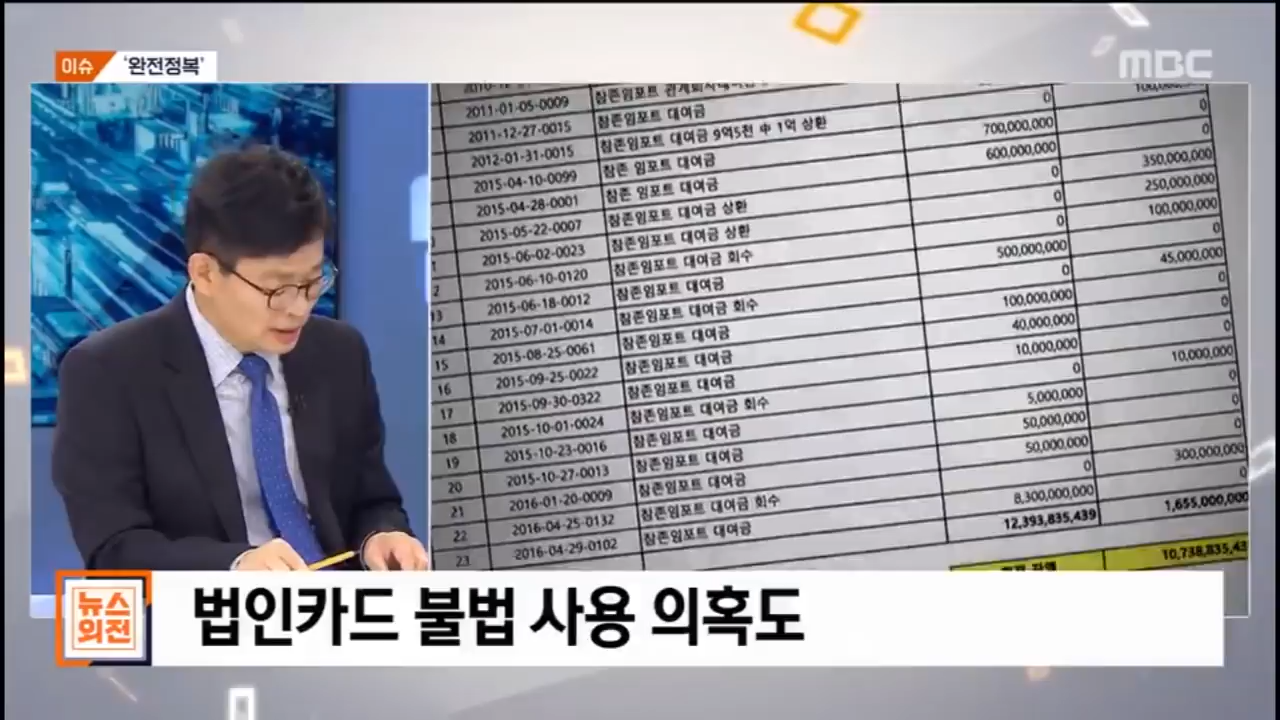 이슈 '완전정복'
MBC
2011-01-05-0009 참존임포트
2011-12-27-0015 참존임포트 대여금
2012-01-31-0015 참존임포트 대여금 9억5천 中 1억 상환 0
2015-04-10-0099 참존 임포트 대여금 700,000,000 0
2015-04-28-0001 참존 임포트 대여금 600,000,000 0
2015-05-22-0007 참존임포트 대여금 상환 0 350,000,000
2015-06-02-0023 참존임포트 대여금 상환 0 250,000,000
2015-06-10-0120 참존임포트 대여금 회수 0 100,000,000
2015-06-18-0012 참존임포트 대여금 500,000,000 0
14 2015-07-01-0014 참존임포트 대여금 회수 0 45,000,000
15 2015-08-25-0061 참존임포트 대여금 100,000,000 0
16 2015-09-25-0022 참존임포트 대여금 40,000,000 0
17 2015-09-30-0322 참존임포트 대여금 10,000,000 0
18 2015-10-01-0024 참존임포트 대여금 회수 0 10,000,000
19 2015-10-23-0016 참존임포트 대여금 5,000,000 0
20 2015-10-27-0013 참존임포트 대여금 50,000,000 0
21 2016-01-20-0009 참존임포트 대여금 50,000,000 0
22 2016-04-25-0132 참존임포트 대여금 회수 0 300,000,000
23 2016-04-29-0102 참존임포트 대여금 8,300,000,000 0
12,393,835,439 1,655,000,000
뉴스
외전
법인카드 불법 사용 의혹도